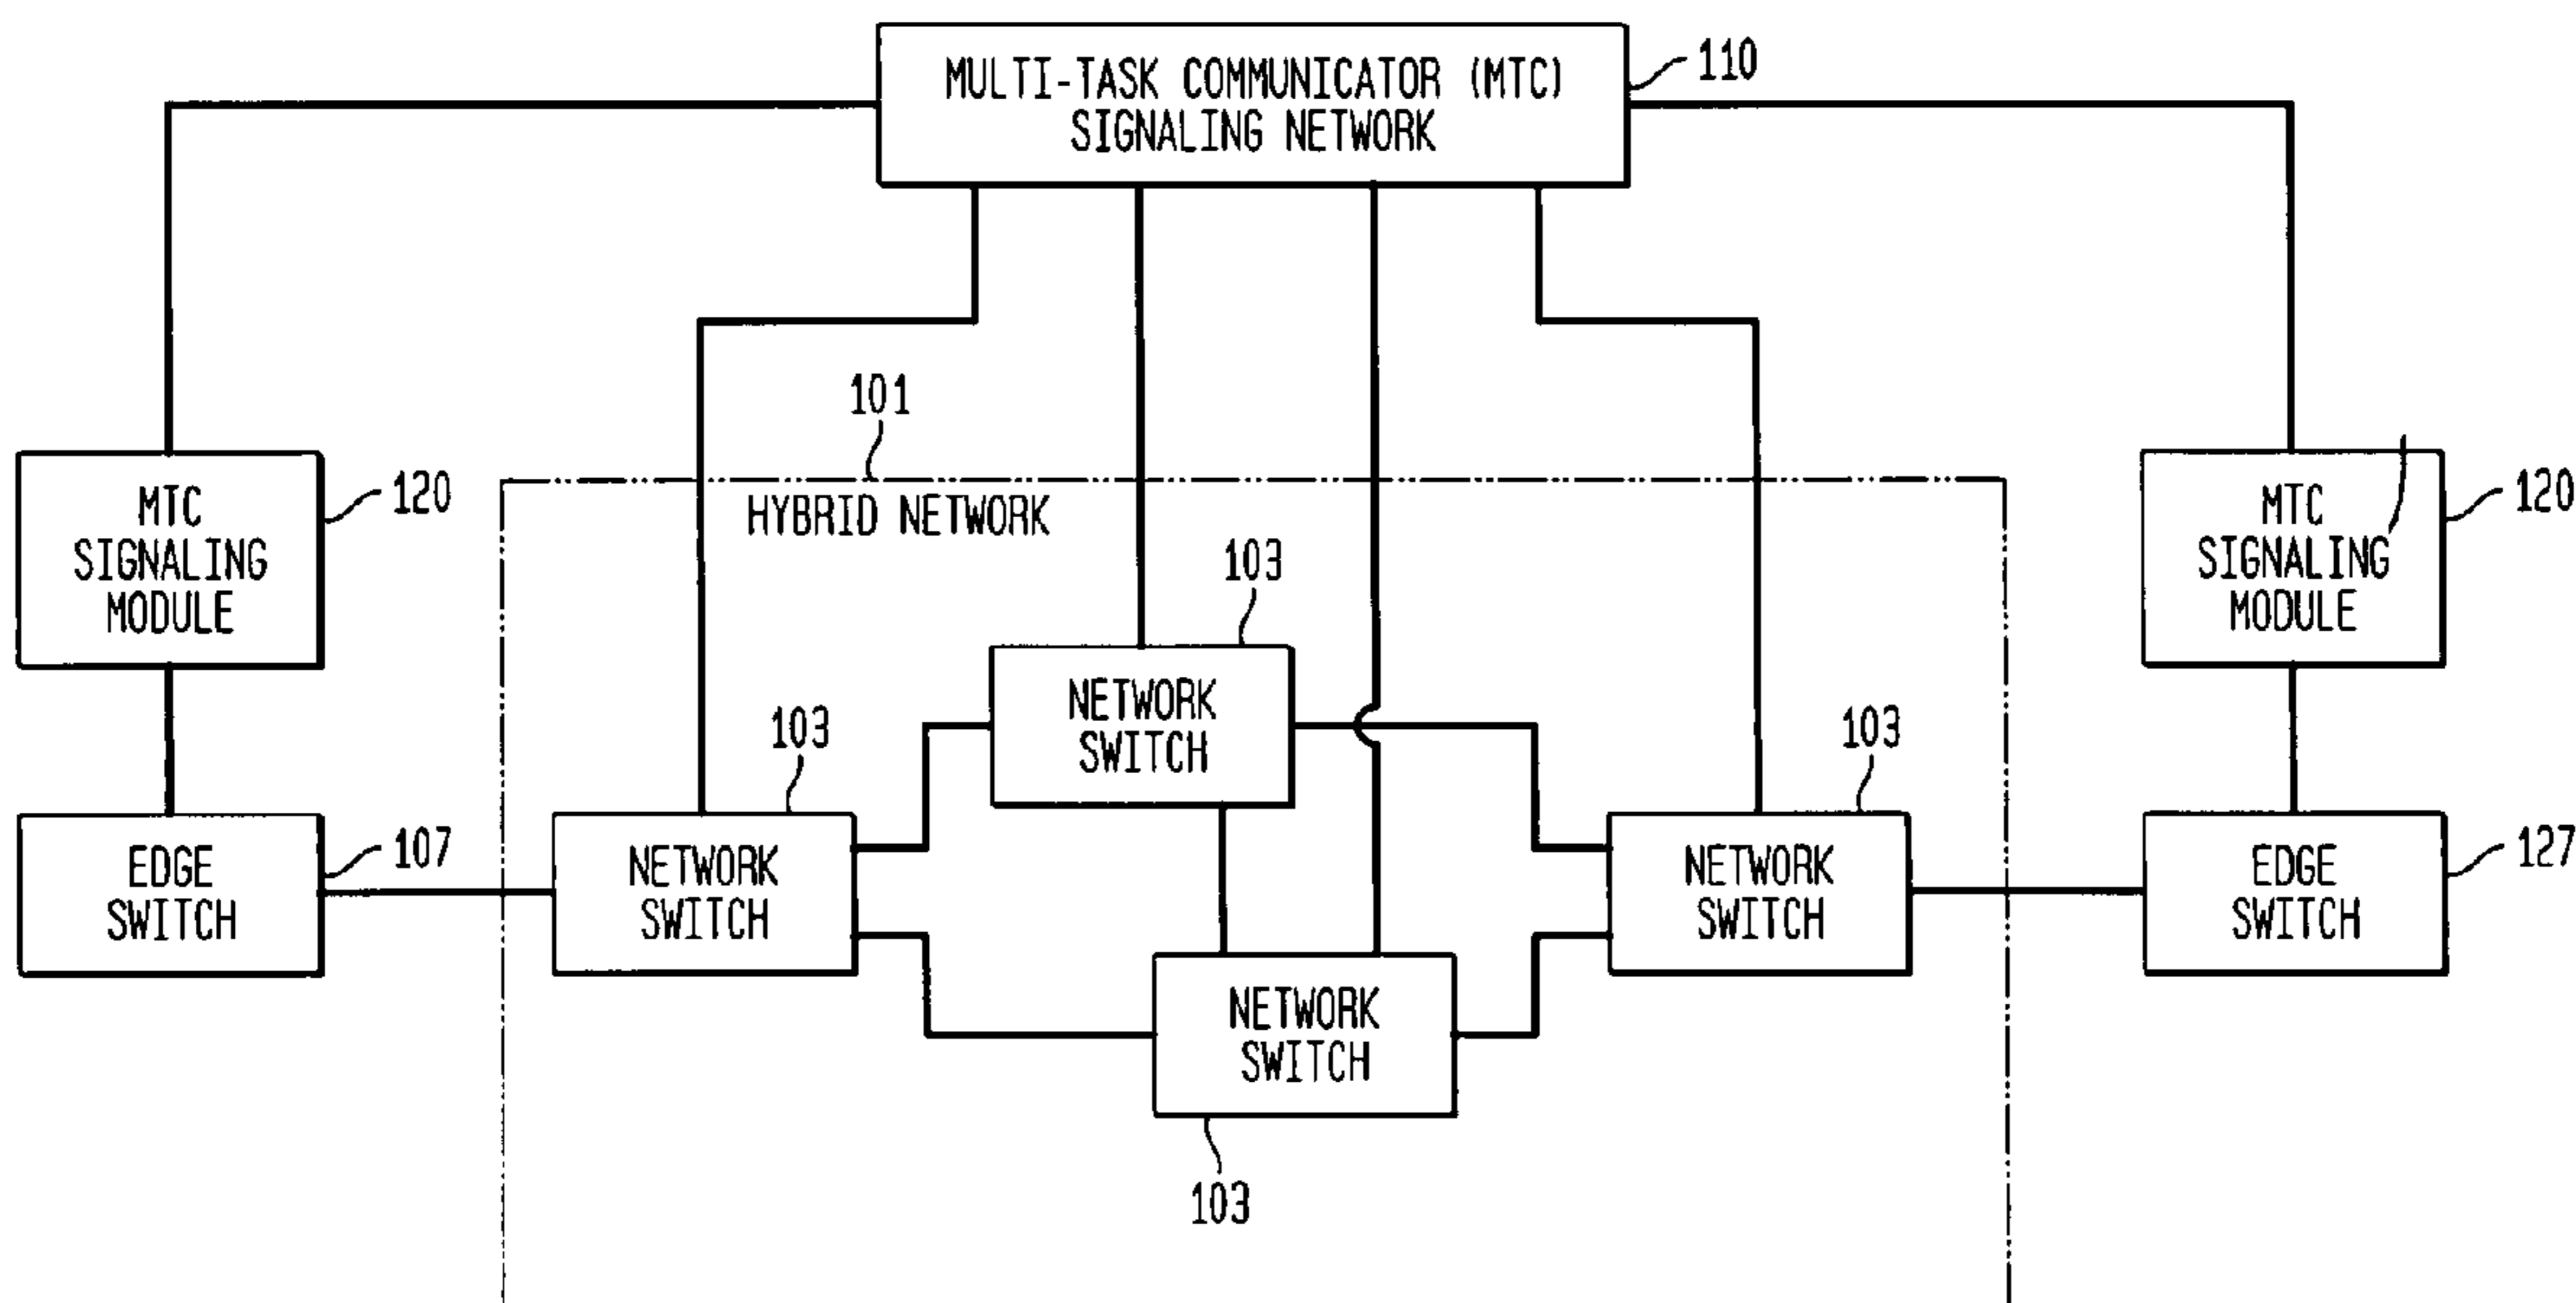 MULTI-TASK COMMUNICATOR (MTC)
SIGNALING NETWORK
110
101
HYBRID NETWORK
MTC
SIGNALING
MODULE
120
MTC
SIGNALING
MODULE
120
103
NETWORK
SWITCH
103
NETWORK
SWITCH
103
NETWORK
SWITCH
EDGE
SWITCH
107
EDGE
SWITCH
127
NETWORK
SWITCH
103